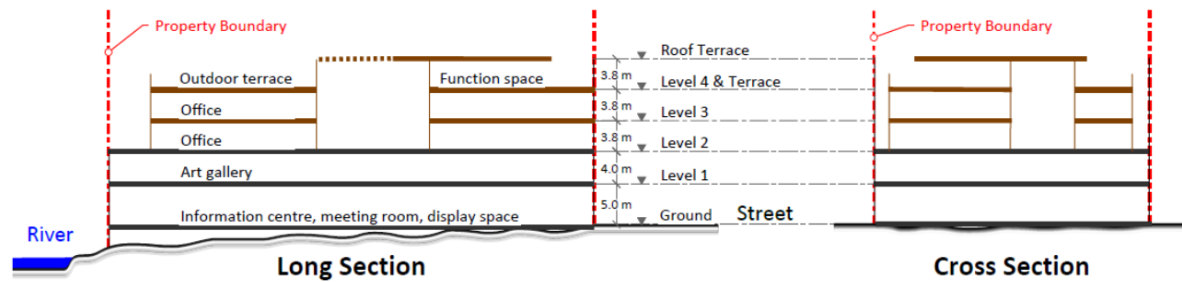 Property Boundary
Property Boundary
Roof Terrace
3.8 m
Outdoor terrace
Function space
Level 4 & Terrace
3.8 m
Office
Level 3
3.8 m
Office
Level 2
4.0 m
Art gallery
Level 1
5.0 m
Information centre, meeting room, display space
Ground
Street
River
Long Section
Cross Section